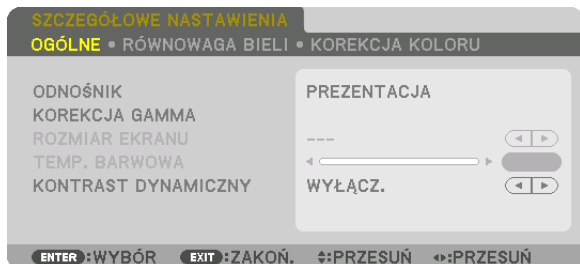 SZCZEGÓŁOWE NASTAWIENIA
OGÓLNE • RÓWNOWAGA BIELI • KOREKCJA KOLORU
ODNOŚNIK PREZENTACJA
KOREKCJA GAMMA
ROZMIAR EKRANU ---
TEMP. BARWOWA
KONTRAST DYNAMICZNY WYŁĄCZ.
ENTER :WYBÓR EXIT :ZAKOŃ. :PRZESUŃ :PRZESUŃ